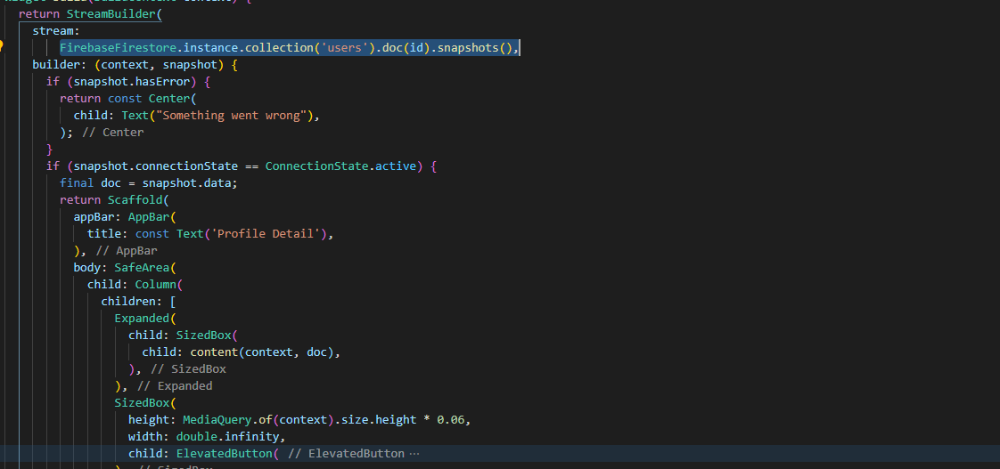 return StreamBuilder(
stream:
FirebaseFirestore.instance.collection('users').doc(id).snapshots(),
builder: (context, snapshot) {
if (snapshot.hasError) {
return const Center(
child: Text("Something went wrong"),
); // Center
}
if (snapshot.connectionState == ConnectionState.active) {
final doc = snapshot.data;
return Scaffold(
appBar: AppBar(
title: const Text('Profile Detail'),
), // AppBar
body: SafeArea(
child: Column(
children: [
Expanded(
child: SizedBox(
child: content(context, doc),
), // SizedBox
), // Expanded
SizedBox(
height: MediaQuery.of(context).size.height * 0.06,
width: double.infinity,
child: ElevatedButton( // ElevatedButton ⋯